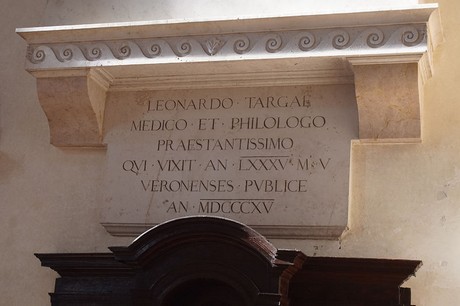 LEONARDO · TARGAE
MEDICO · ET · PHILOLOGO
PRAESTANTISSIMO
QVI · VIXIT · AN · LXXXV · M · V
VERONENSES · PVBLICE
AN · MDCCCXV